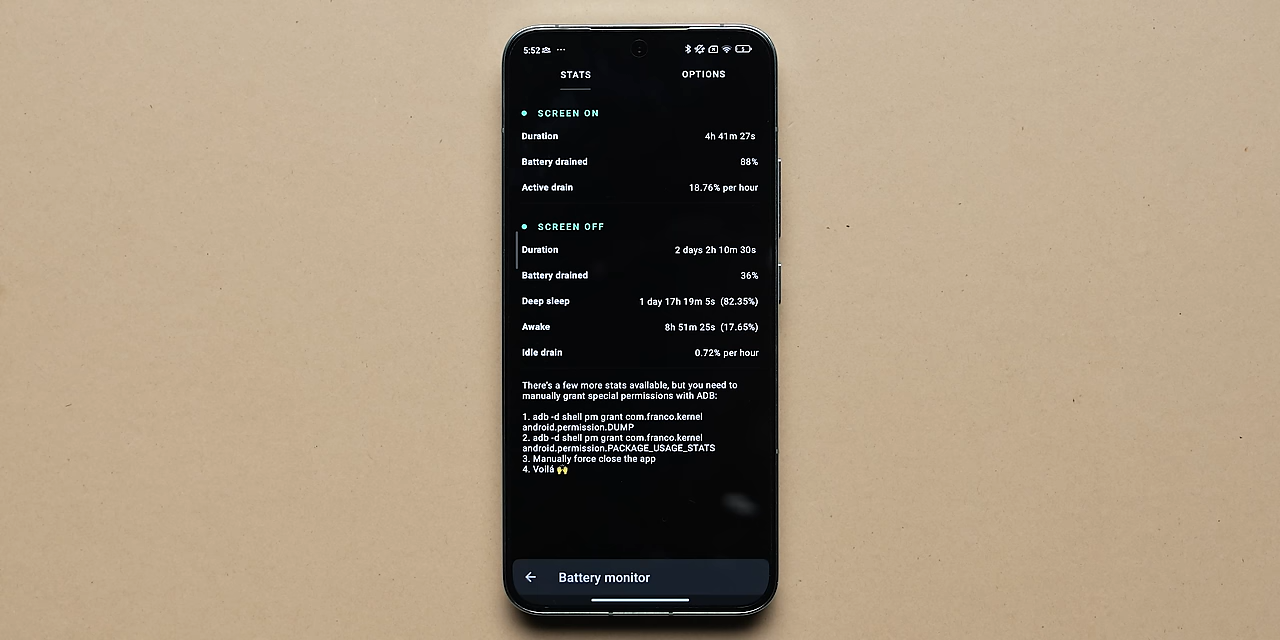 5:52
STATS OPTIONS
SCREEN ON
Duration 4h 41m 27s
Battery drained 88%
Active drain 18.76% per hour
SCREEN OFF
Duration 2 days 2h 10m 30s
Battery drained 36%
Deep sleep 1 day 17h 19m 5s (82.35%)
Awake 8h 51m 25s (17.65%)
Idle drain 0.72% per hour
There's a few more stats available, but you need to
manually grant special permissions with ADB:
1. adb -d shell pm grant com.franco.kernel
android.permission.DUMP
2. adb -d shell pm grant com.franco.kernel
android.permission.PACKAGE_USAGE_STATS
3. Manually force close the app
4. Voilá 🙌
Battery monitor